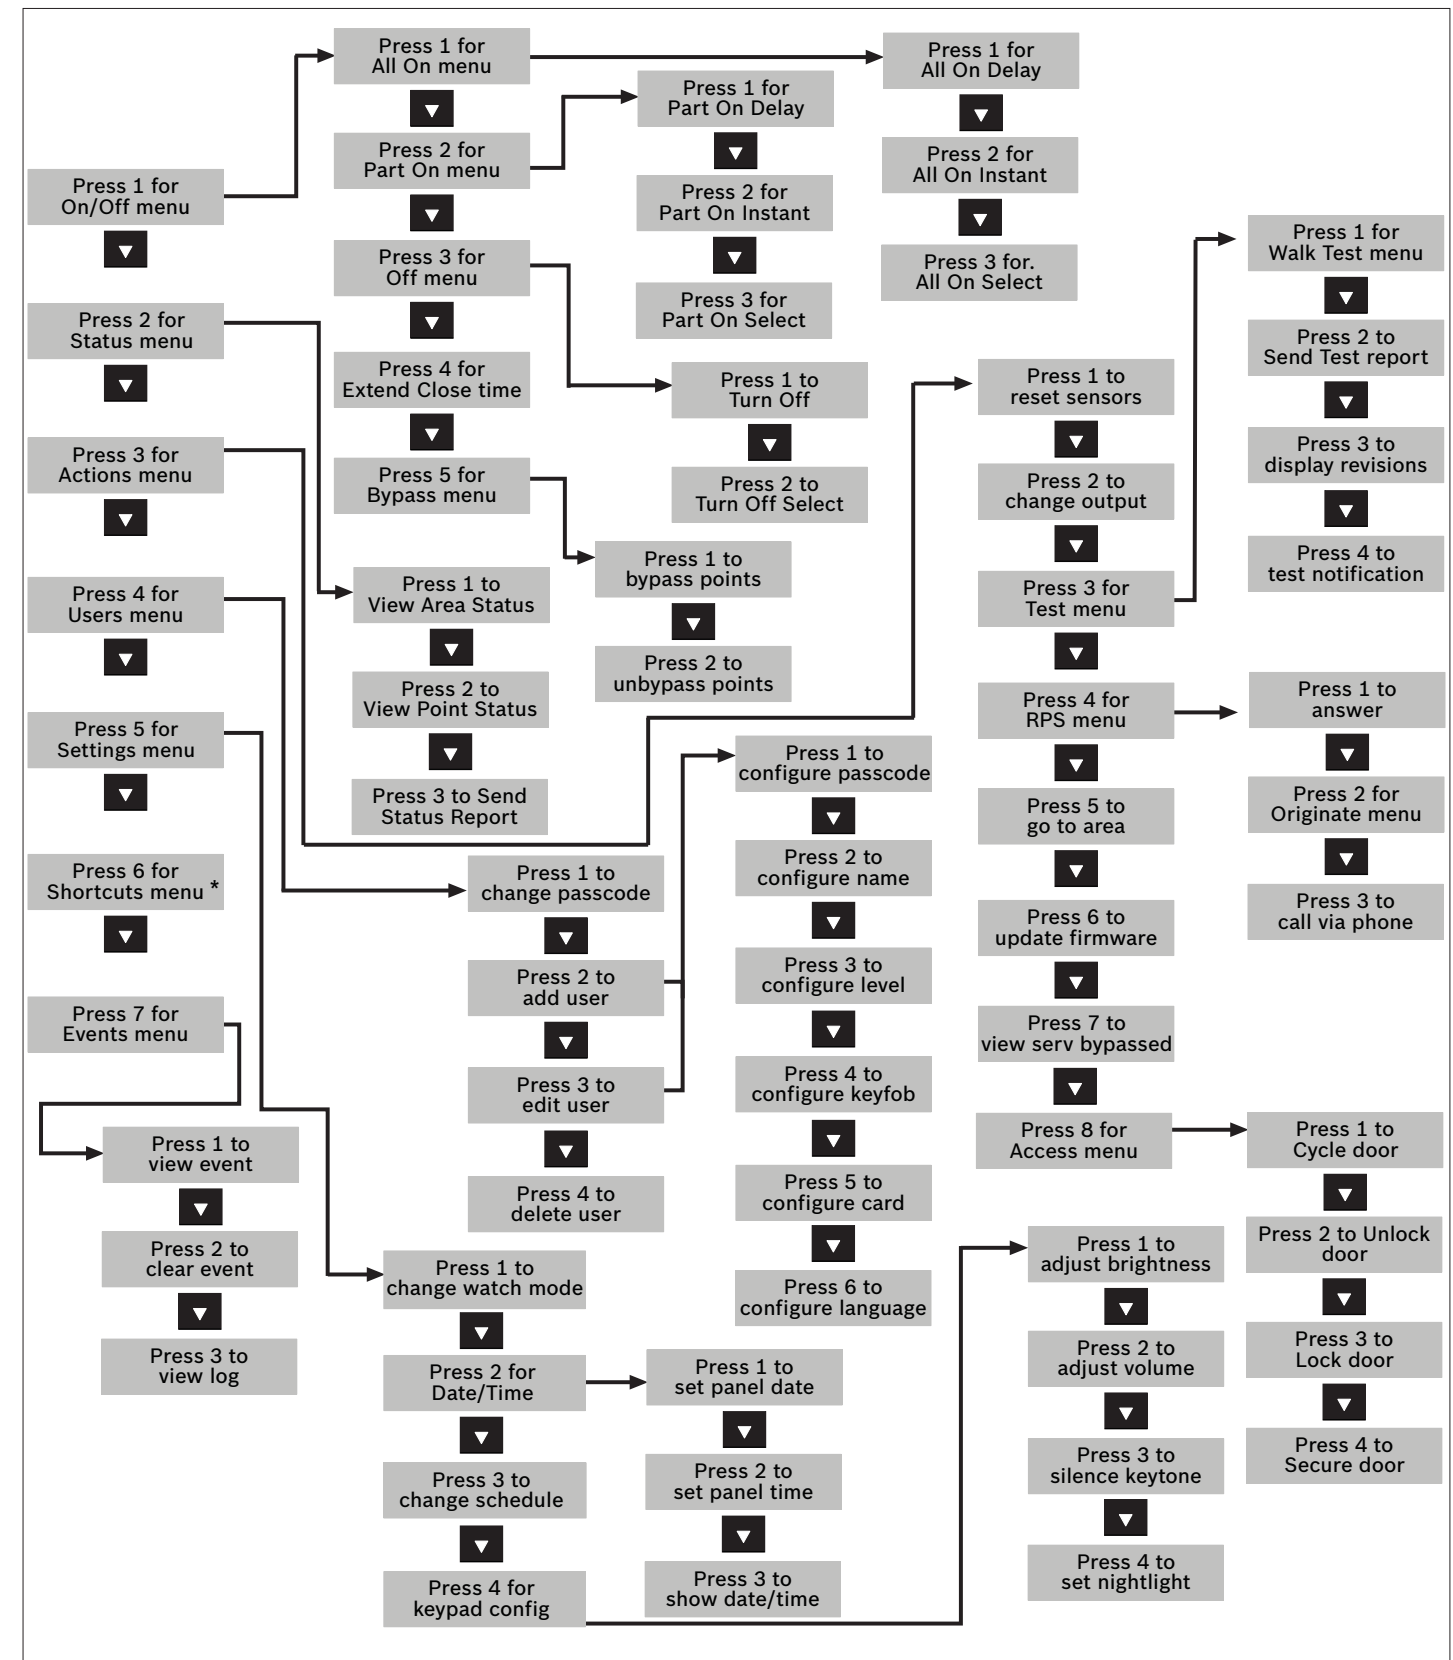 Press 1 for
On/Off menu
Press 2 for
Status menu
Press 3 for
Actions menu
Press 4 for
Users menu
Press 5 for
Settings menu
Press 6 for
Shortcuts menu *
Press 7 for
Events menu
Press 1 for
All On menu
Press 2 for
Part On menu
Press 3 for
Off menu
Press 4 for
Extend Close time
Press 5 for
Bypass menu
Press 1 for
All On Delay
Press 2 for
All On Instant
Press 3 for.
All On Select
Press 1 for
Part On Delay
Press 2 for
Part On Instant
Press 3 for
Part On Select
Press 1 to
Turn Off
Press 2 to
Turn Off Select
Press 1 to
bypass points
Press 2 to
unbypass points
Press 1 to
View Area Status
Press 2 to
View Point Status
Press 3 to Send
Status Report
Press 1 to
reset sensors
Press 2 to
change output
Press 3 for
Test menu
Press 4 for
RPS menu
Press 5 to
go to area
Press 6 to
update firmware
Press 7 to
view serv bypassed
Press 8 for
Access menu
Press 1 for
Walk Test menu
Press 2 to
Send Test report
Press 3 to
display revisions
Press 4 to
test notification
Press 1 to
answer
Press 2 for
Originate menu
Press 3 to
call via phone
Press 1 to
Cycle door
Press 2 to Unlock
door
Press 3 to
Lock door
Press 4 to
Secure door
Press 1 to
change passcode
Press 2 to
add user
Press 3 to
edit user
Press 4 to
delete user
Press 1 to
configure passcode
Press 2 to
configure name
Press 3 to
configure level
Press 4 to
configure keyfob
Press 5 to
configure card
Press 6 to
configure language
Press 1 to
change watch mode
Press 2 for
Date/Time
Press 3 to
change schedule
Press 4 for
keypad config
Press 1 to
set panel date
Press 2 to
set panel time
Press 3 to
show date/time
Press 1 to
adjust brightness
Press 2 to
adjust volume
Press 3 to
silence keytone
Press 4 to
set nightlight
Press 1 to
view event
Press 2 to
clear event
Press 3 to
view log